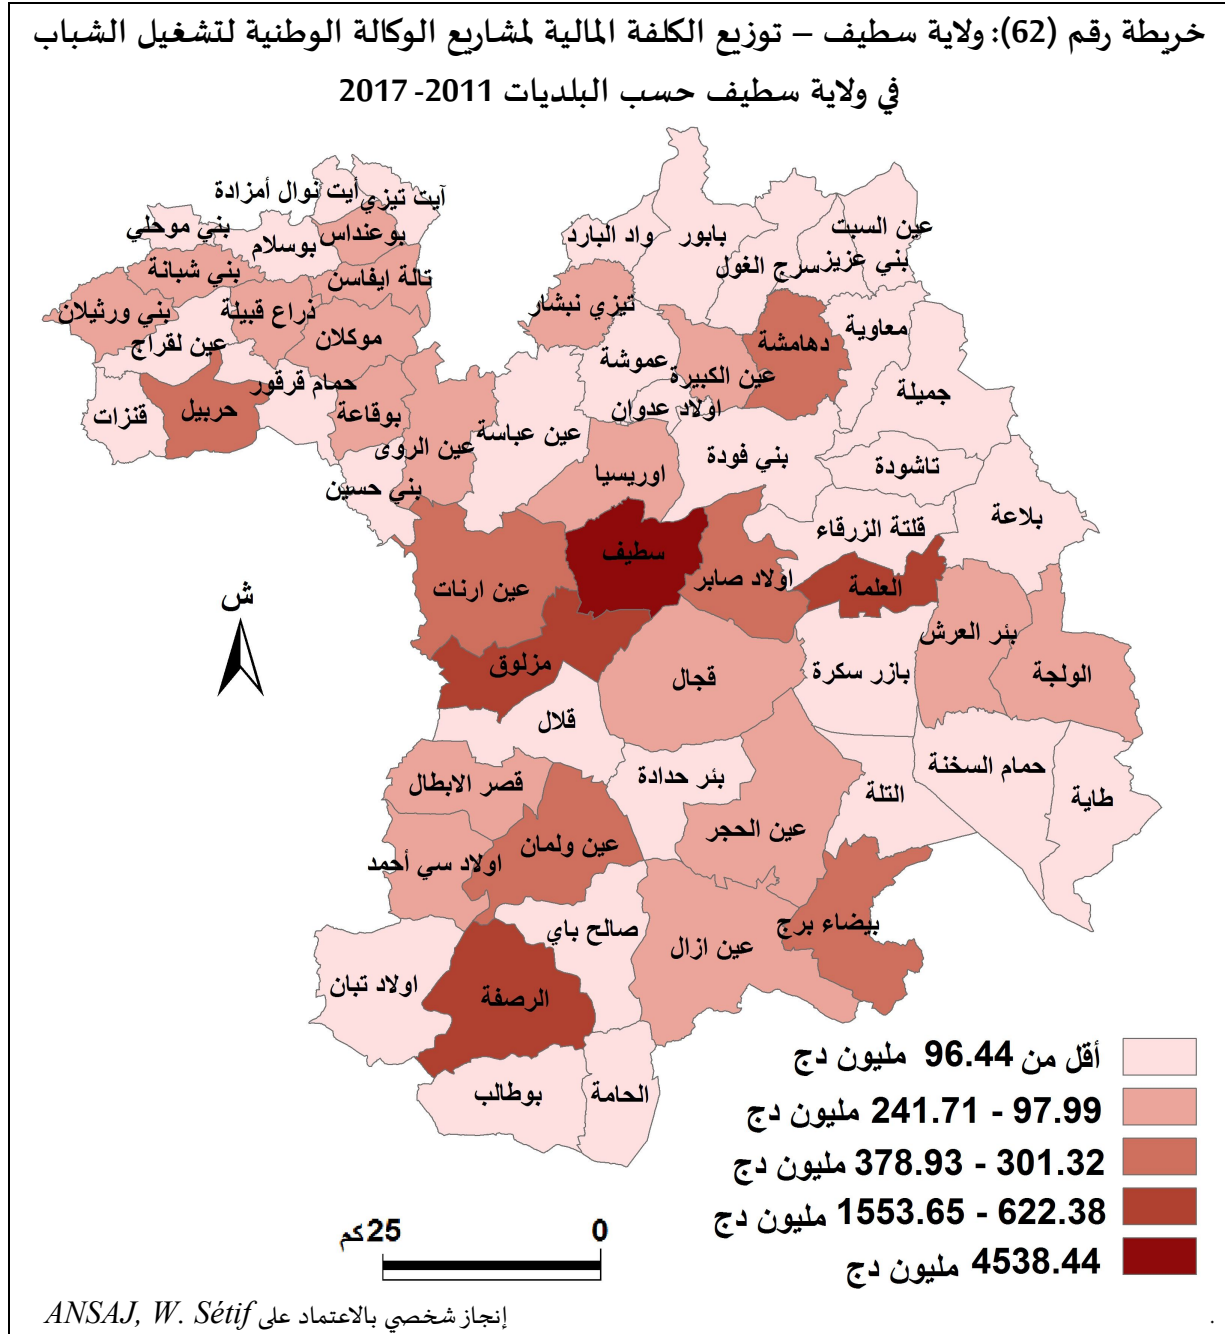 خريطة رقم (62): ولاية سطيف – توزيع الكلفة المالية لمشاريع الوكالة الوطنية لتشغيل الشباب
في ولاية سطيف حسب البلديات 2011- 2017
آيت تيزي
أيت نوال أمزادة
بوعنداس
بوسلام
بني موحلي
تالة ايفاسن
بني شبانة
ذراع قبيلة
بني ورثيلان
موكلان
عين لقراج
حمام قرقور
بوقاعة
حربيل
قنزات
عين الروى
بني حسين
عين عباسة
عين السبت
بني عزيز
سرج الغول
بابور
واد البارد
تيزي نبشار
معاوية
دهامشة
عموشة
عين الكبيرة
جميلة
اولاد عدوان
بني فودة
تاشودة
اوريسيا
بلاعة
قلتة الزرقاء
سطيف
العلمة
اولاد صابر
عين ارنات
بئر العرش
الولجة
بازر سكرة
قجال
مزلوق
قلال
حمام السخنة
طاية
التلة
بئر حدادة
قصر الابطال
عين الحجر
عين ولمان
اولاد سي أحمد
بيضاء برج
صالح باي
عين ازال
اولاد تبان
الرصفة
الحامة
بوطالب
ش
أقل من 96.44 مليون دج
241.71 - 97.99 مليون دج
378.93 - 301.32 مليون دج
1553.65 - 622.38 مليون دج
4538.44 مليون دج
0
25 كم
إنجاز شخصي بالاعتماد على ANSAJ, W. Sétif
.